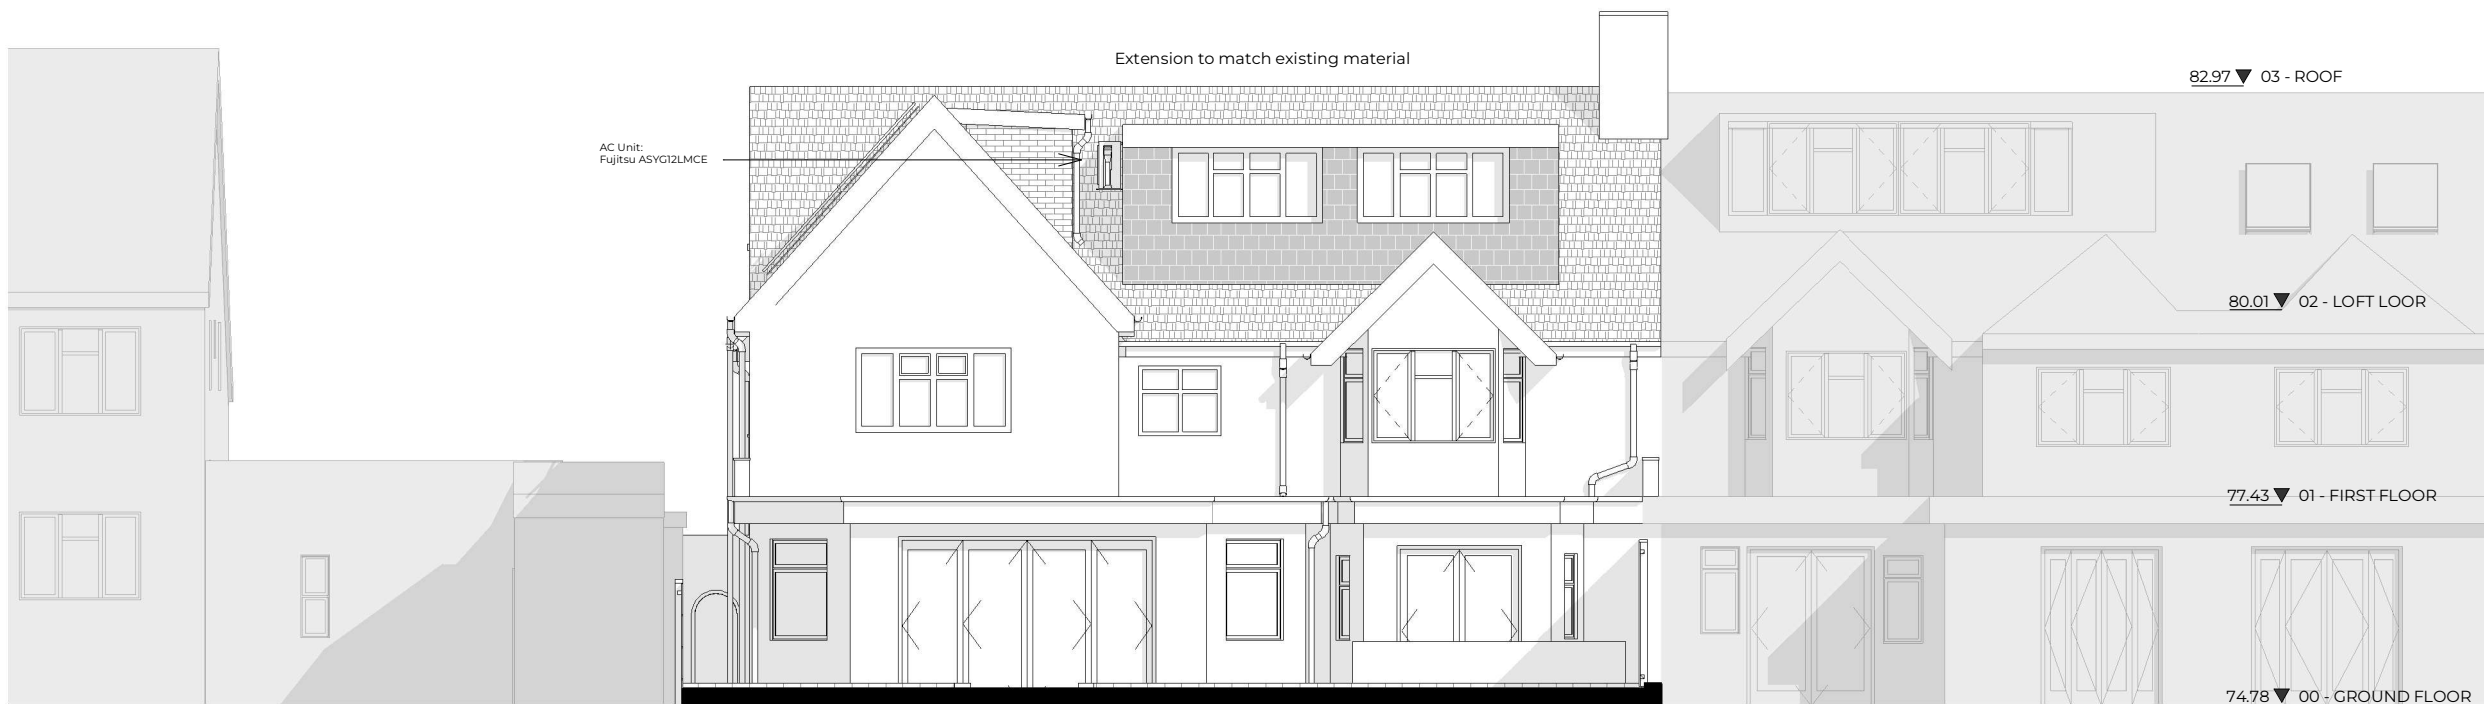 Extension to match existing material
82.97 ▼ 03 - ROOF
AC Unit:
Fujitsu ASYG12LMCE
80.01 ▼ 02 - LOFT LOOR
77.43 ▼ 01 - FIRST FLOOR
74.78 ▼ 00 - GROUND FLOOR